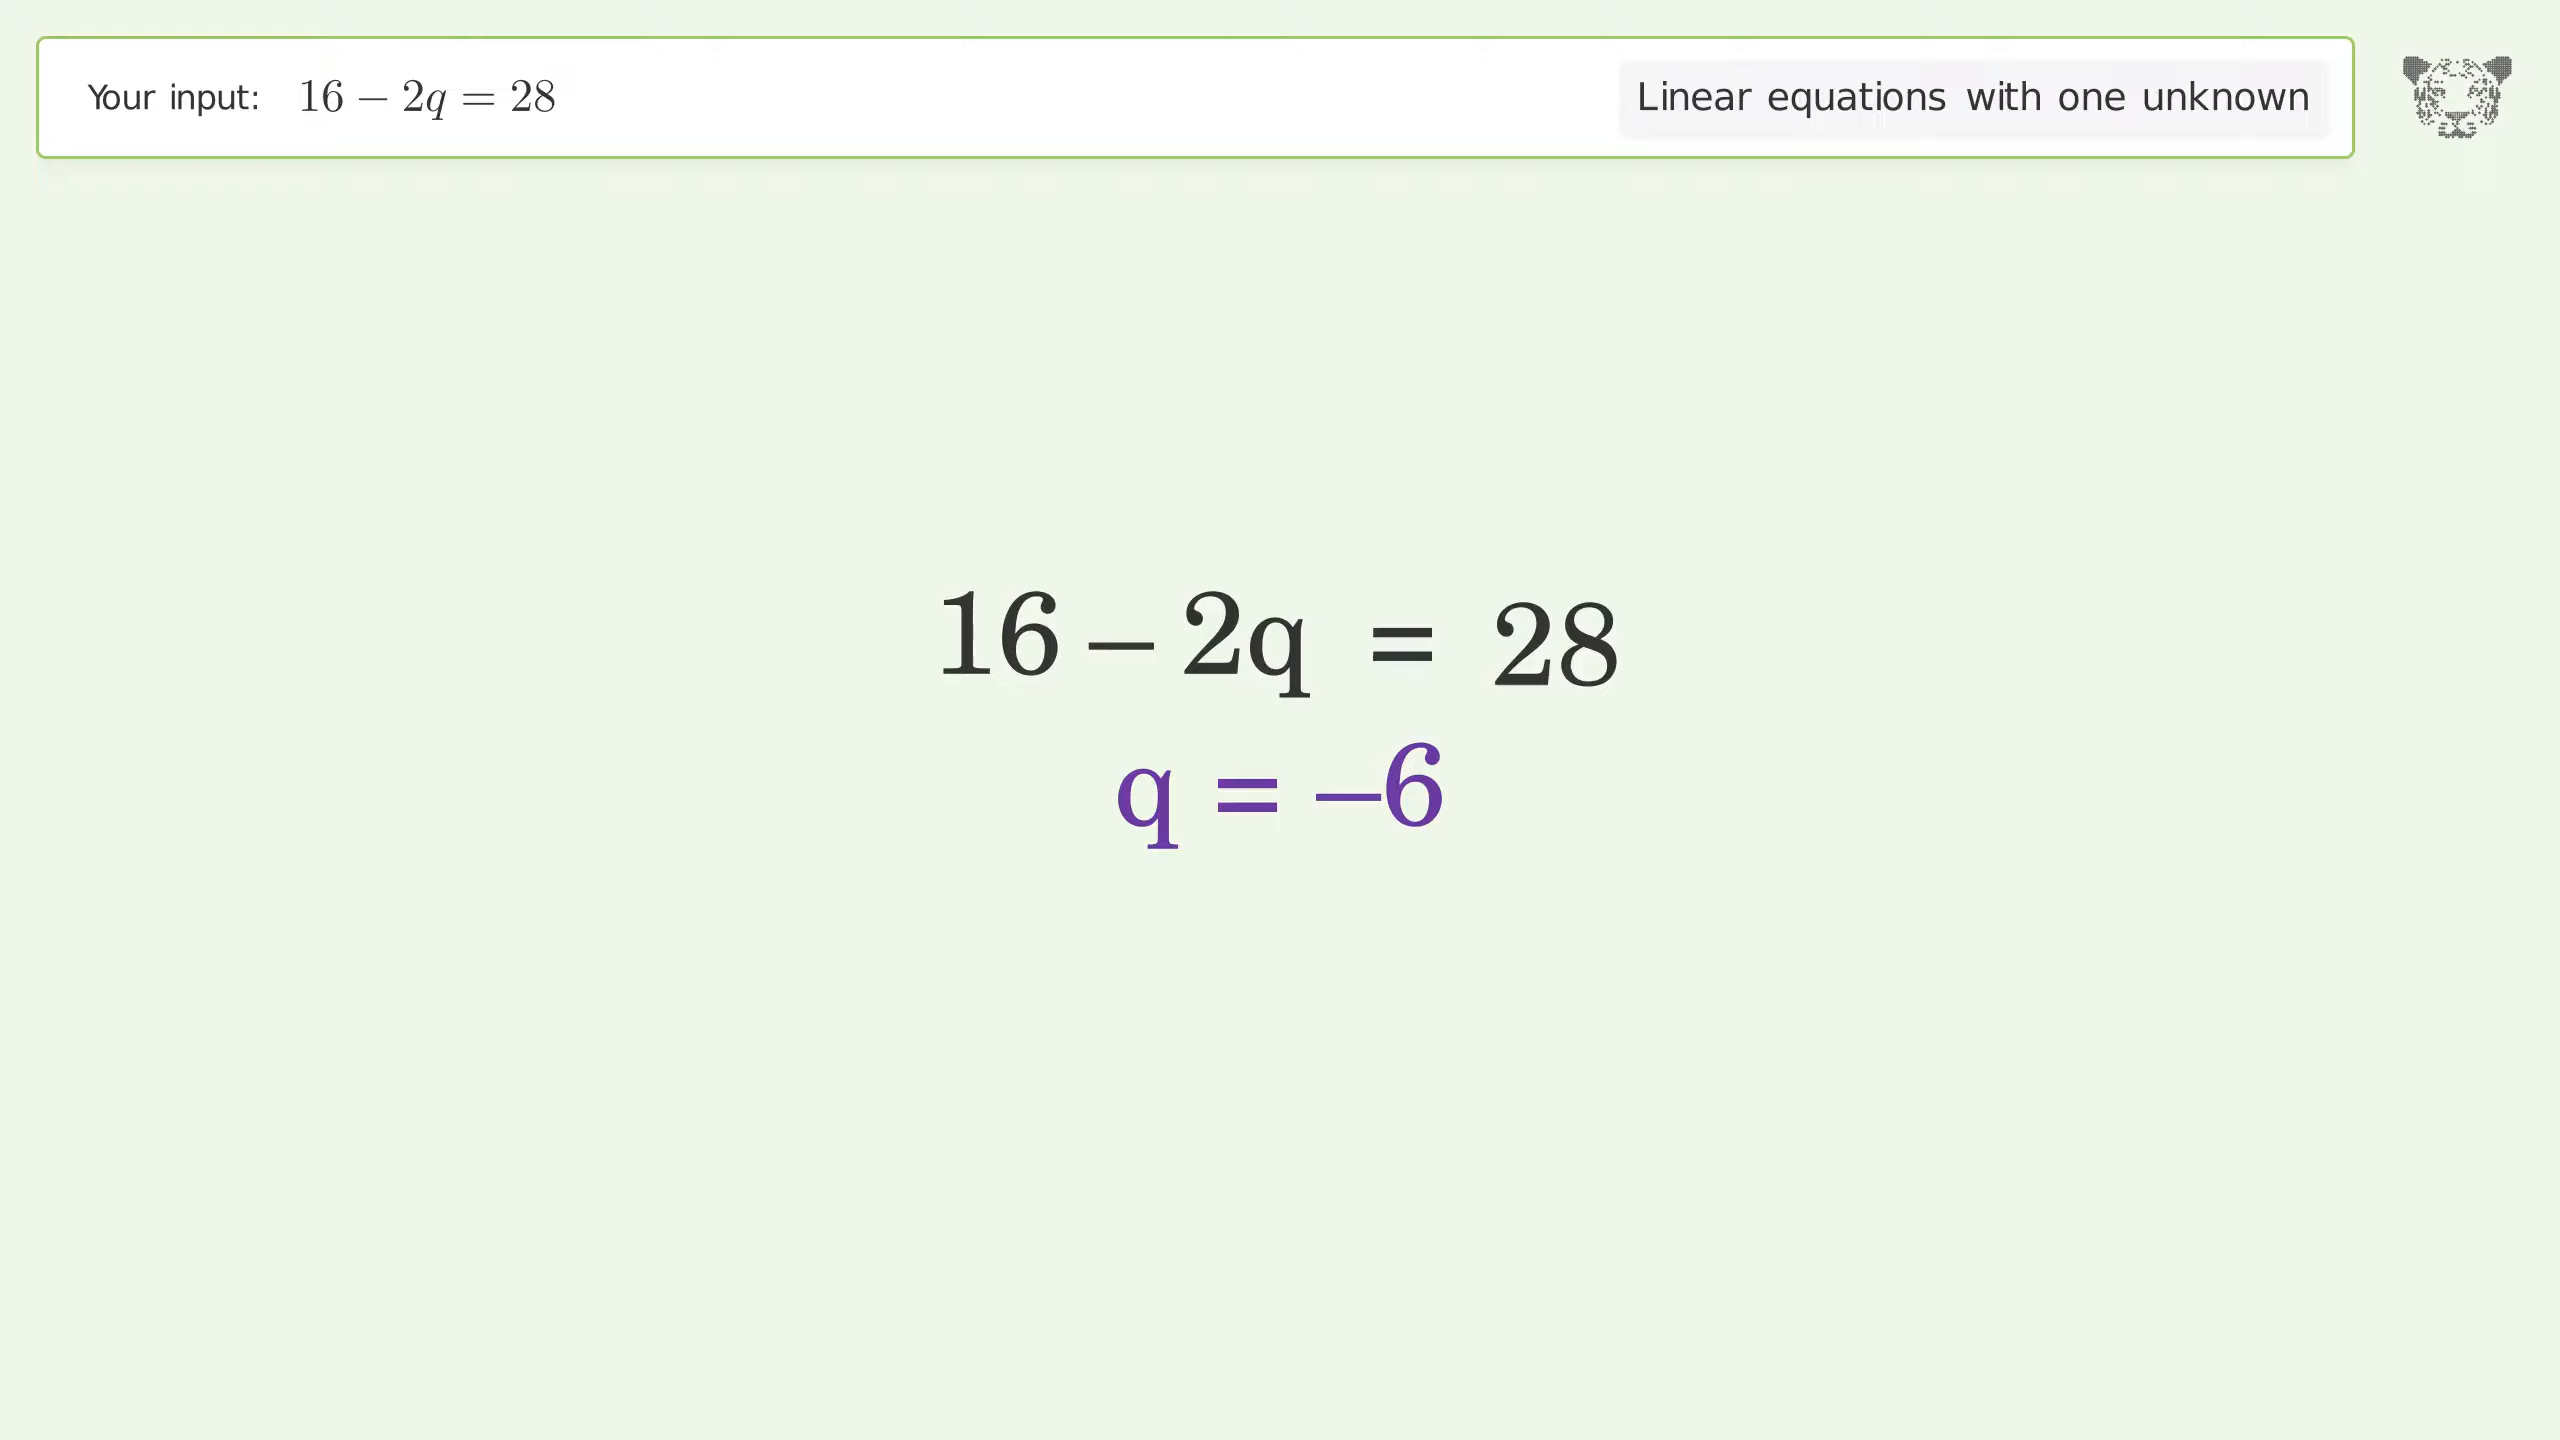 Your input: 16 − 2q = 28
Linear equations with one unknown
16 − 2q = 28
q = −6